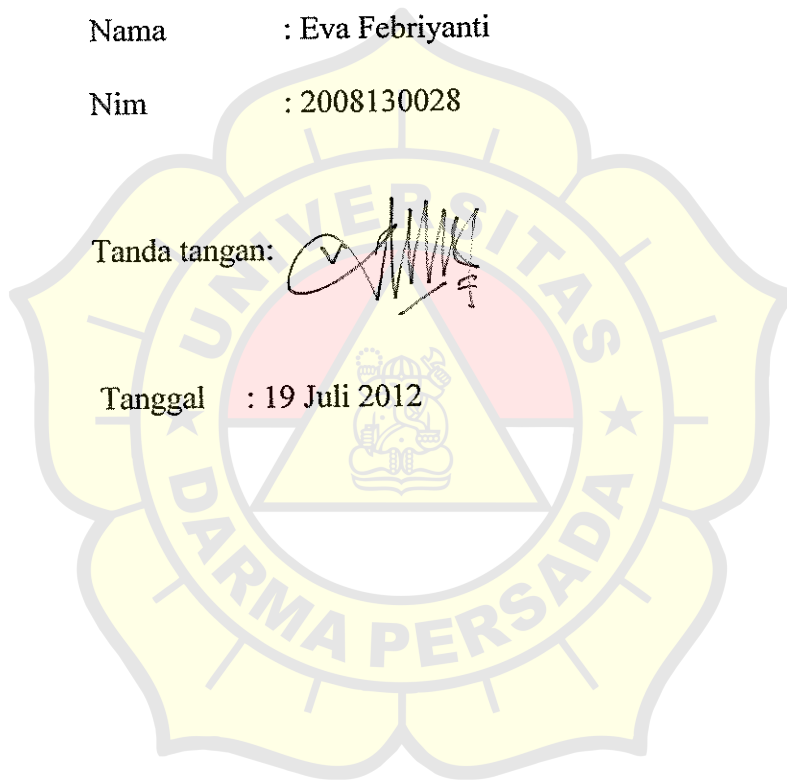 Nama : Eva Febriyanti
Nim : 2008130028
Tanda tangan:
Tanggal : 19 Juli 2012
UNIVERSITAS
DARMA PERSADA